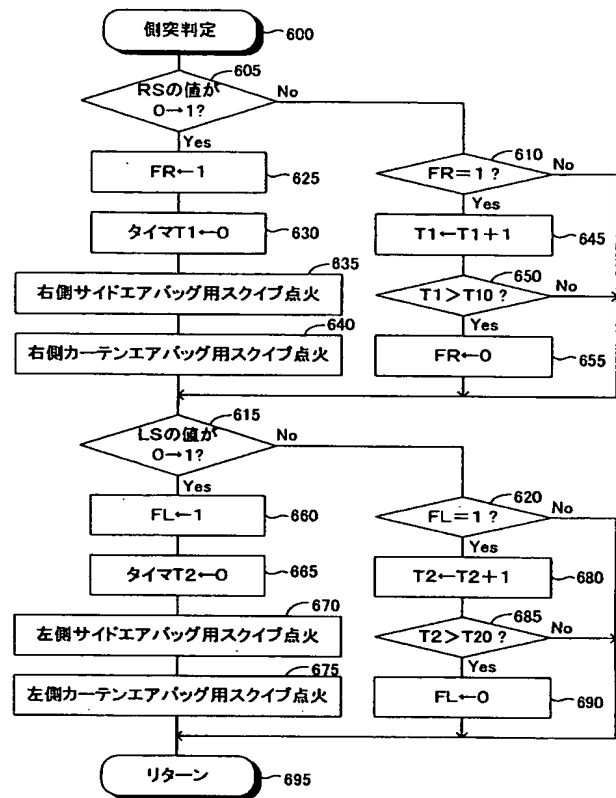 側突判定
600
RSの値が
0→1?
605
No
Yes
FR=1?
610
No
Yes
FR←1
625
タイマT1←0
630
T1←T1+1
645
右側サイドエアバッグ用スクイブ点火
635
T1>T10?
650
No
Yes
右側カーテンエアバッグ用スクイブ点火
640
FR←0
655
LSの値が
0→1?
615
No
Yes
FL=1?
620
No
Yes
FL←1
660
タイマT2←0
665
T2←T2+1
680
左側サイドエアバッグ用スクイブ点火
670
T2>T20?
685
No
Yes
左側カーテンエアバッグ用スクイブ点火
675
FL←0
690
リターン
695